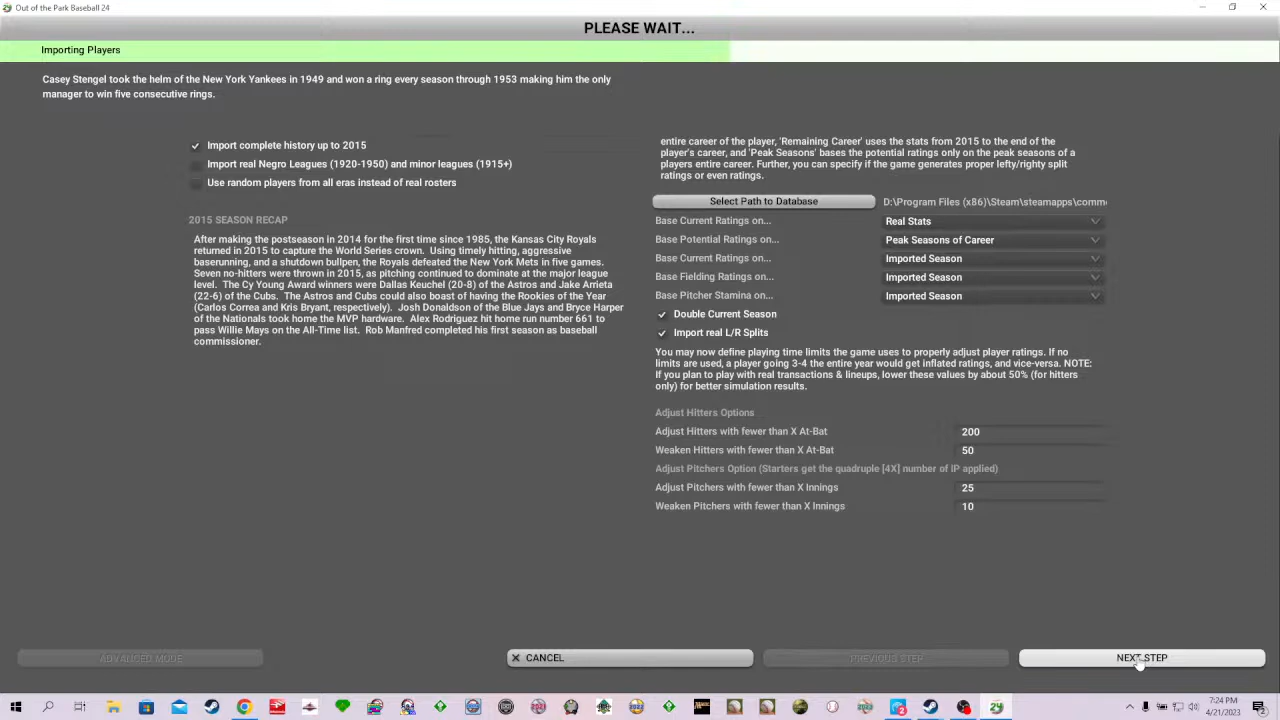 Out of the Park Baseball 24
PLEASE WAIT...
Importing Players
Casey Stengel took the helm of the New York Yankees in 1949 and won a ring every season through 1953 making him the only
manager to win five consecutive rings.
Import complete history up to 2015
Import real Negro Leagues (1920-1950) and minor leagues (1915+)
Use random players from all eras instead of real rosters
2015 SEASON RECAP
After making the postseason in 2014 for the first time since 1985, the Kansas City Royals
returned in 2015 to capture the World Series crown. Using timely hitting, aggressive
baserunning, and a shutdown bullpen, the Royals defeated the New York Mets in five games.
Seven no-hitters were thrown in 2015, as pitching continued to dominate at the major league
level. The Cy Young Award winners were Dallas Keuchel (20-8) of the Astros and Jake Arrieta
(22-6) of the Cubs. The Astros and Cubs could also boast of having the Rookies of the Year
(Carlos Correa and Kris Bryant, respectively). Josh Donaldson of the Blue Jays and Bryce Harper
of the Nationals took home the MVP hardware. Alex Rodriguez hit home run number 661 to
pass Willie Mays on the All-Time list. Rob Manfred completed his first season as baseball
commissioner.
entire career of the player, 'Remaining Career' uses the stats from 2015 to the end of the
player's career, and 'Peak Seasons' bases the potential ratings only on the peak seasons of a
players entire career. Further, you can specify if the game generates proper lefty/righty split
ratings or even ratings.
Select Path to Database
D:\Program Files (x86)\Steam\steamapps\comm
Base Current Ratings on...
Real Stats
Base Potential Ratings on...
Peak Seasons of Career
Base Current Ratings on...
Imported Season
Base Fielding Ratings on...
Imported Season
Base Pitcher Stamina on...
Imported Season
Double Current Season
Import real L/R Splits
You may now define playing time limits the game uses to properly adjust player ratings. If no
limits are used, a player going 3-4 the entire year would get inflated ratings, and vice-versa. NOTE:
If you plan to play with real transactions & lineups, lower these values by about 50% (for hitters
only) for better simulation results.
Adjust Hitters Options
Adjust Hitters with fewer than X At-Bat
200
Weaken Hitters with fewer than X At-Bat
50
Adjust Pitchers Option (Starters get the quadruple [4X] number of IP applied)
Adjust Pitchers with fewer than X Innings
25
Weaken Pitchers with fewer than X Innings
10
ADVANCED MODE
CANCEL
PREVIOUS STEP
NEXT STEP
7:24 PM
4/21/2023